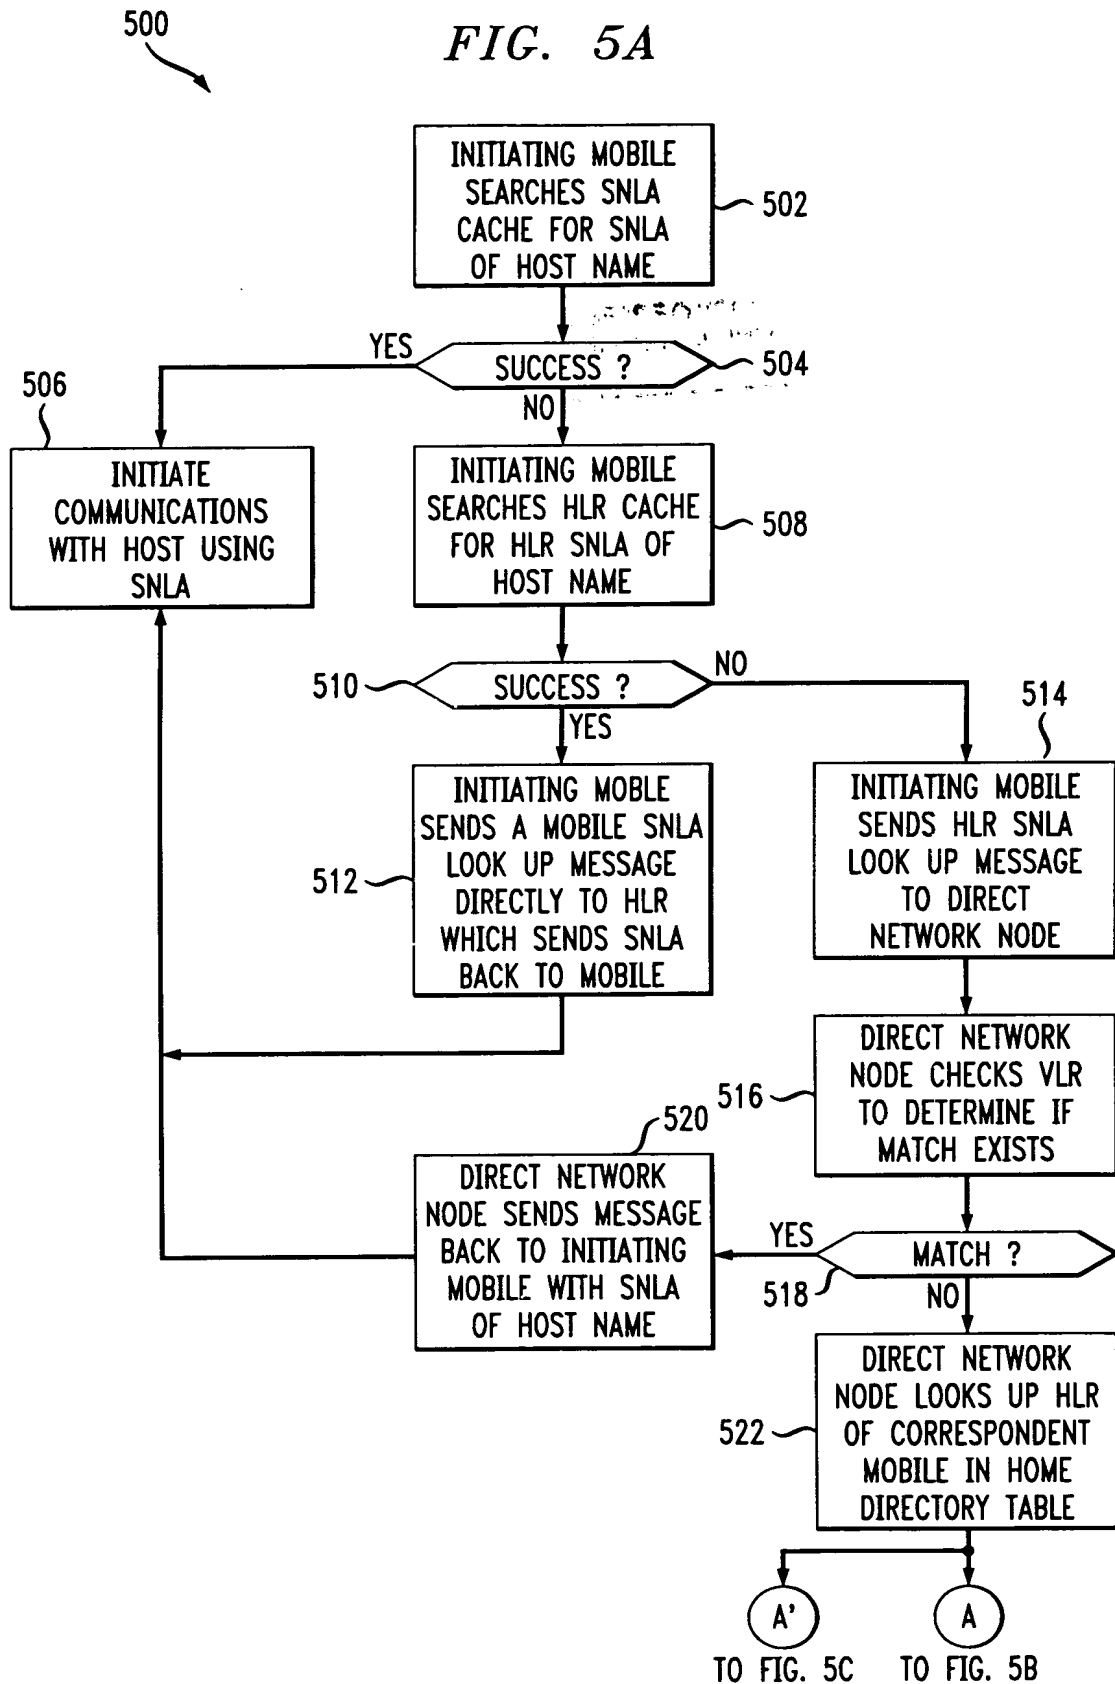 500
FIG. 5A
INITIATING MOBILE
SEARCHES SNLA
CACHE FOR SNLA
OF HOST NAME
502
YES
SUCCESS ?
504
NO
506
INITIATE
COMMUNICATIONS
WITH HOST USING
SNLA
INITIATING MOBILE
SEARCHES HLR CACHE
FOR HLR SNLA OF
HOST NAME
508
510
SUCCESS ?
NO
YES
514
INITIATING MOBLE
SENDS A MOBILE SNLA
LOOK UP MESSAGE
DIRECTLY TO HLR
WHICH SENDS SNLA
BACK TO MOBILE
512
INITIATING MOBILE
SENDS HLR SNLA
LOOK UP MESSAGE
TO DIRECT
NETWORK NODE
DIRECT NETWORK
NODE CHECKS VLR
TO DETERMINE IF
MATCH EXISTS
516
520
DIRECT NETWORK
NODE SENDS MESSAGE
BACK TO INITIATING
MOBILE WITH SNLA
OF HOST NAME
YES
MATCH ?
518
NO
DIRECT NETWORK
NODE LOOKS UP HLR
OF CORRESPONDENT
MOBILE IN HOME
DIRECTORY TABLE
522
A'
A
TO FIG. 5C
TO FIG. 5B